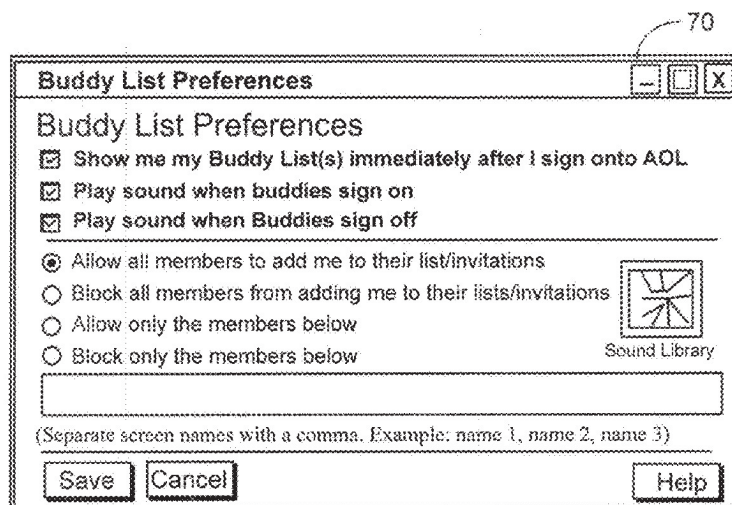 70
Buddy List Preferences
Buddy List Preferences
Show me my Buddy List(s) immediately after I sign onto AOL
Play sound when buddies sign on
Play sound when Buddies sign off
Allow all members to add me to their list/invitations
Block all members from adding me to their lists/invitations
Allow only the members below
Block only the members below
Sound Library
(Separate screen names with a comma. Example: name 1, name 2, name 3)
Save Cancel Help